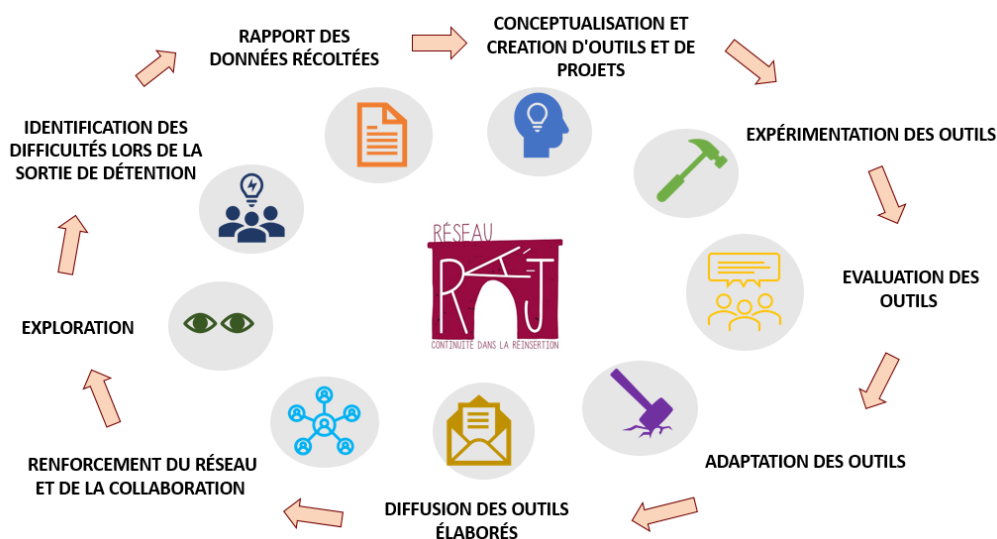 RAPPORT DES
DONNÉES RÉCOLTÉES
CONCEPTUALISATION ET
CREATION D'OUTILS ET DE
PROJETS
EXPÉRIMENTATION DES OUTILS
EVALUATION DES
OUTILS
ADAPTATION DES OUTILS
DIFFUSION DES OUTILS
ÉLABORÉS
RENFORCEMENT DU RÉSEAU
ET DE LA COLLABORATION
EXPLORATION
IDENTIFICATION DES
DIFFICULTÉS LORS DE LA
SORTIE DE DÉTENTION
RÉSEAU
RAJ
CONTINUITÉ DANS LA RÉINSERTION